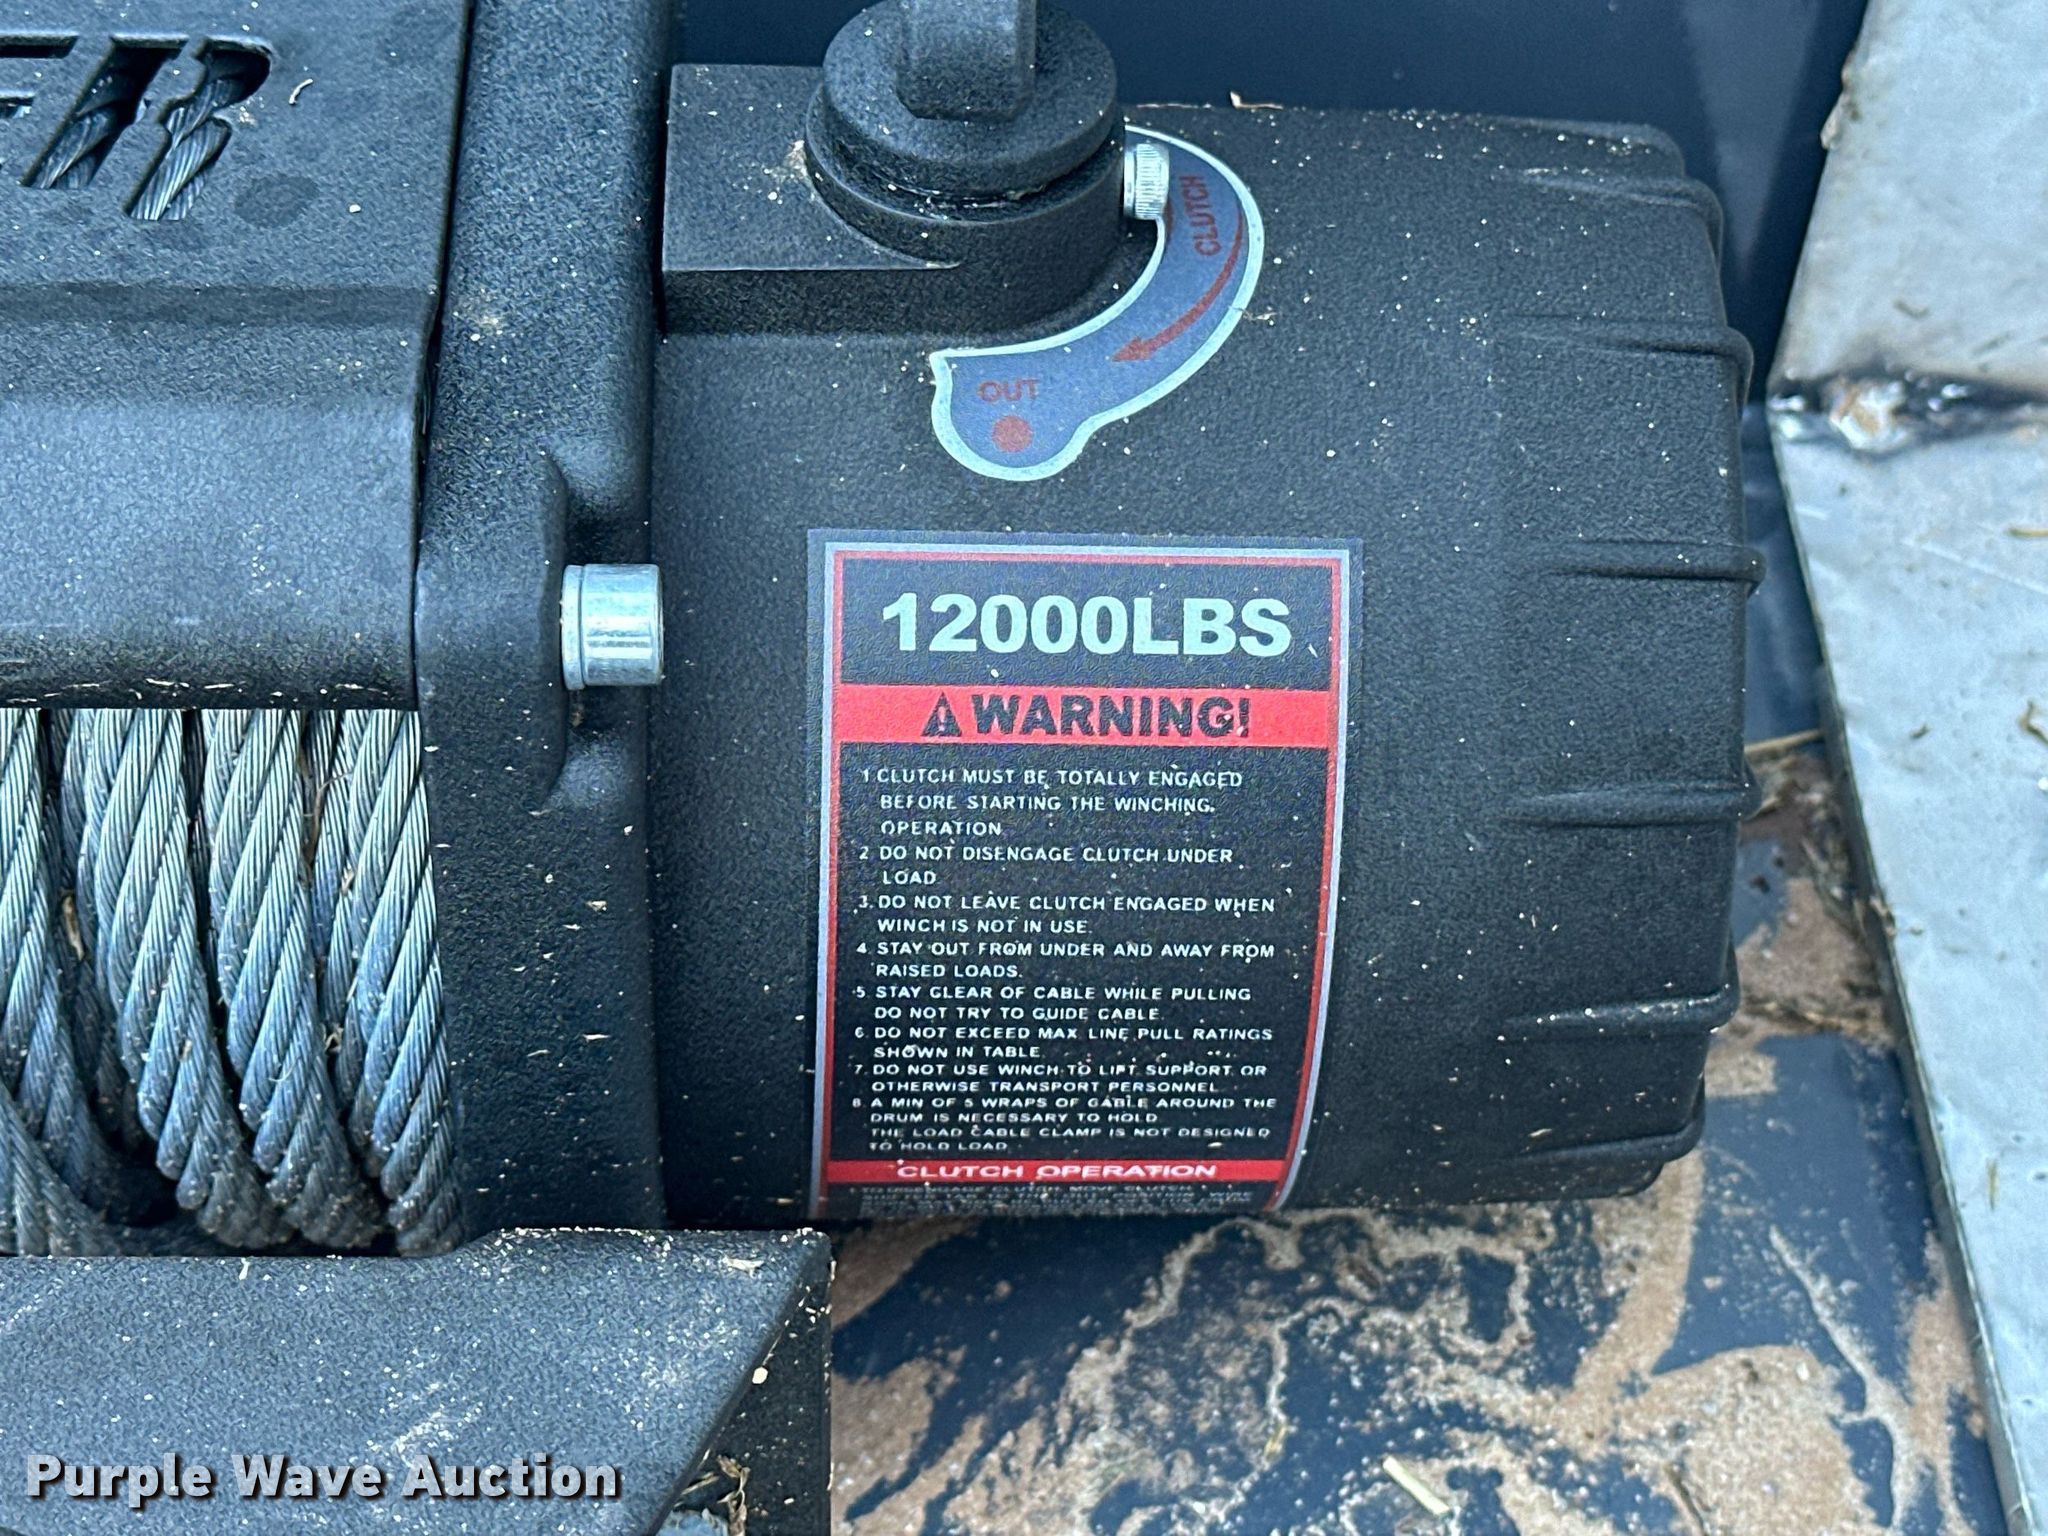 ER
CLUTCH
OUT
12000LBS
WARNING!
1.CLUTCH MUST BE TOTALLY ENGAGED
BEFORE STARTING THE WINCHING
OPERATION
2. DO NOT DISENGAGE CLUTCH UNDER
LOAD
3. DO NOT LEAVE CLUTCH ENGAGED WHEN
WINCH IS NOT IN USE.
4. STAY OUT FROM UNDER AND AWAY FROM
RAISED LOADS.
5. STAY CLEAR OF CABLE WHILE PULLING
DO NOT TRY TO GUIDE CABLE.
6. DO NOT EXCEED MAX LINE PULL RATINGS
SHOWN IN TABLE
7. DO NOT USE WINCH TO LIFT. SUPPORT OR
OTHERWISE TRANSPORT PERSONNEL
8. A MIN OF 5 WRAPS OF CABLE AROUND THE
DRUM IS NECESSARY TO HOLD
THE LOAD CABLE CLAMP IS NOT DESIGNED
TO HOLD LOAD.
CLUTCH OPERATION
Purple Wave Auction